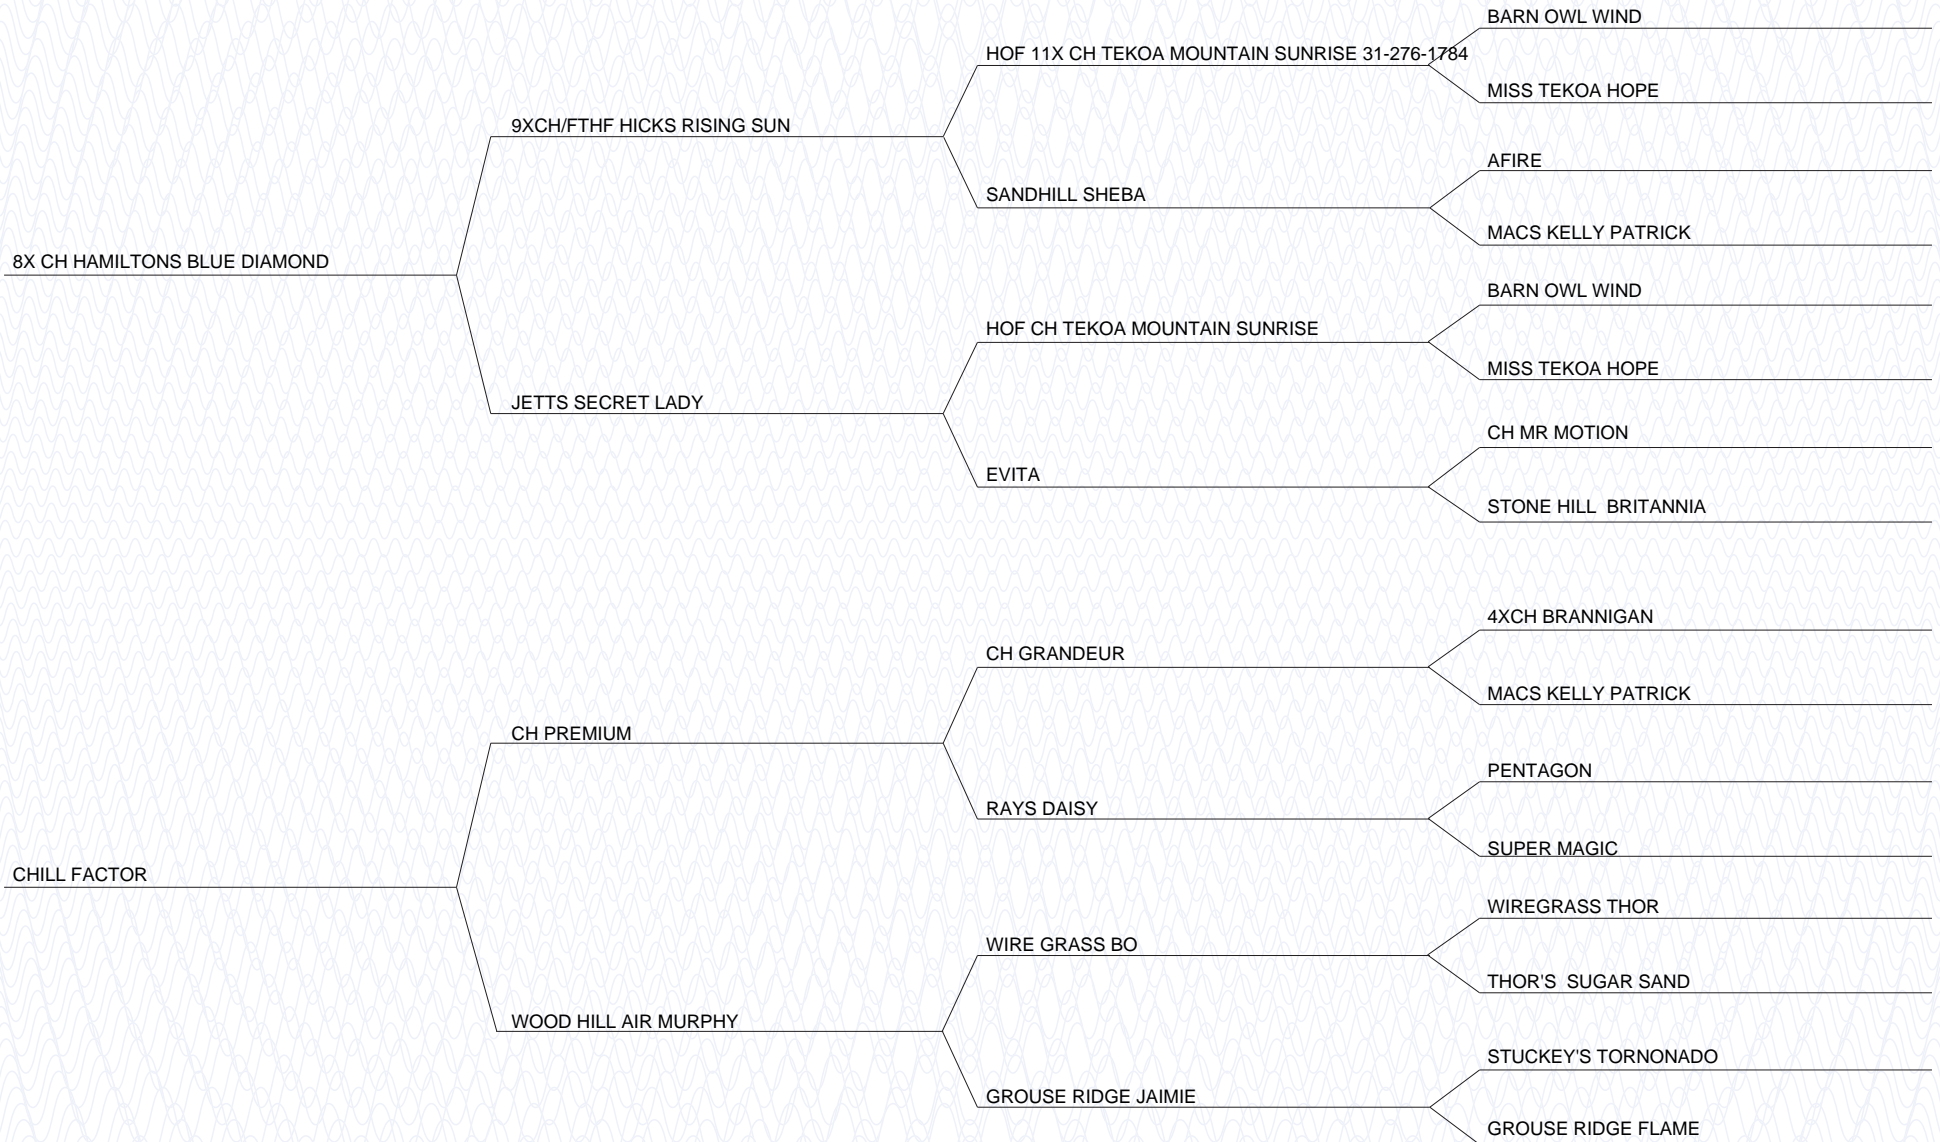 BARN OWL WIND
HOF 11X CH TEKOA MOUNTAIN SUNRISE 31-276-1784
MISS TEKOA HOPE
9XCH/FTHF HICKS RISING SUN
AFIRE
SANDHILL SHEBA
MACS KELLY PATRICK
8X CH HAMILTONS BLUE DIAMOND
BARN OWL WIND
HOF CH TEKOA MOUNTAIN SUNRISE
MISS TEKOA HOPE
JETTS SECRET LADY
CH MR MOTION
EVITA
STONE HILL  BRITANNIA
4XCH BRANNIGAN
CH GRANDEUR
MACS KELLY PATRICK
CH PREMIUM
PENTAGON
RAYS DAISY
SUPER MAGIC
CHILL FACTOR
WIREGRASS THOR
WIRE GRASS BO
THOR'S  SUGAR SAND
WOOD HILL AIR MURPHY
STUCKEY'S TORNONADO
GROUSE RIDGE JAIMIE
GROUSE RIDGE FLAME